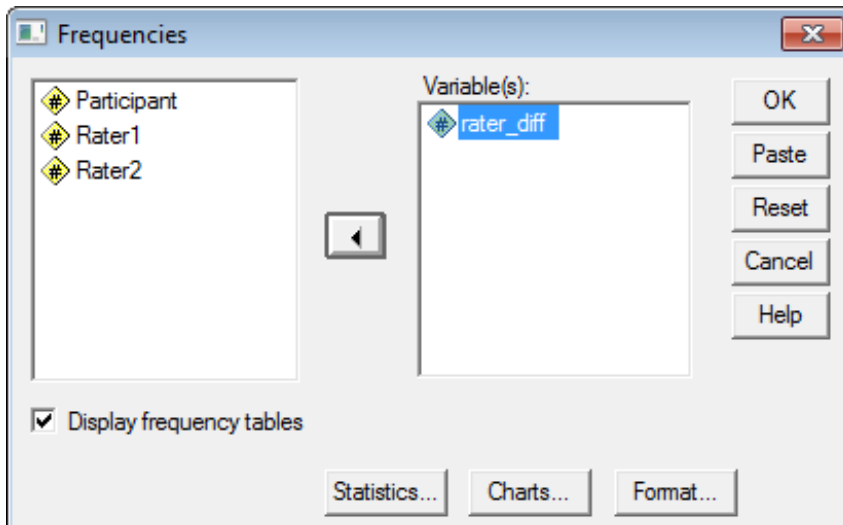 Frequencies
Participant
Rater1
Rater2
Variable(s):
rater_diff
OK
Paste
Reset
Cancel
Help
Display frequency tables
Statistics...
Charts...
Format...